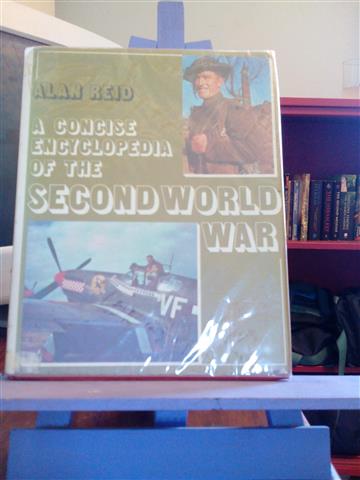 ALAN REID
A CONCISE
ENCYCLOPEDIA
OF THE
SECOND WORLD
WAR
VF